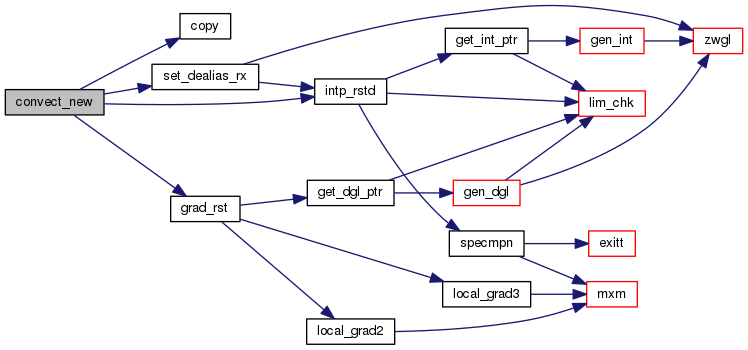 copy
get_int_ptr
gen_int
zwgl
set_dealias_rx
convect_new
intp_rstd
lim_chk
get_dgl_ptr
gen_dgl
grad_rst
specmpn
exitt
local_grad3
mxm
local_grad2